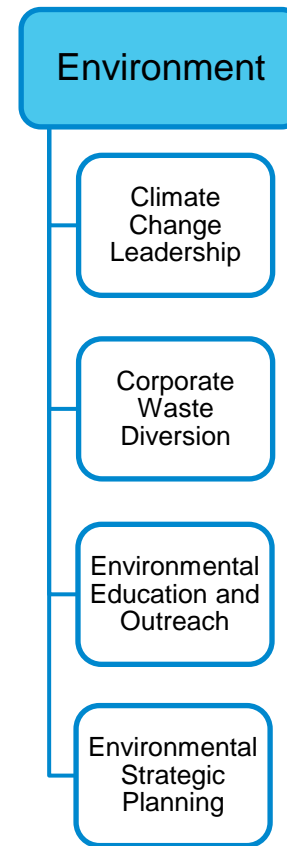 Environment
Climate
Change
Leadership
Corporate
Waste
Diversion
Environmental
Education and
Outreach
Environmental
Strategic
Planning